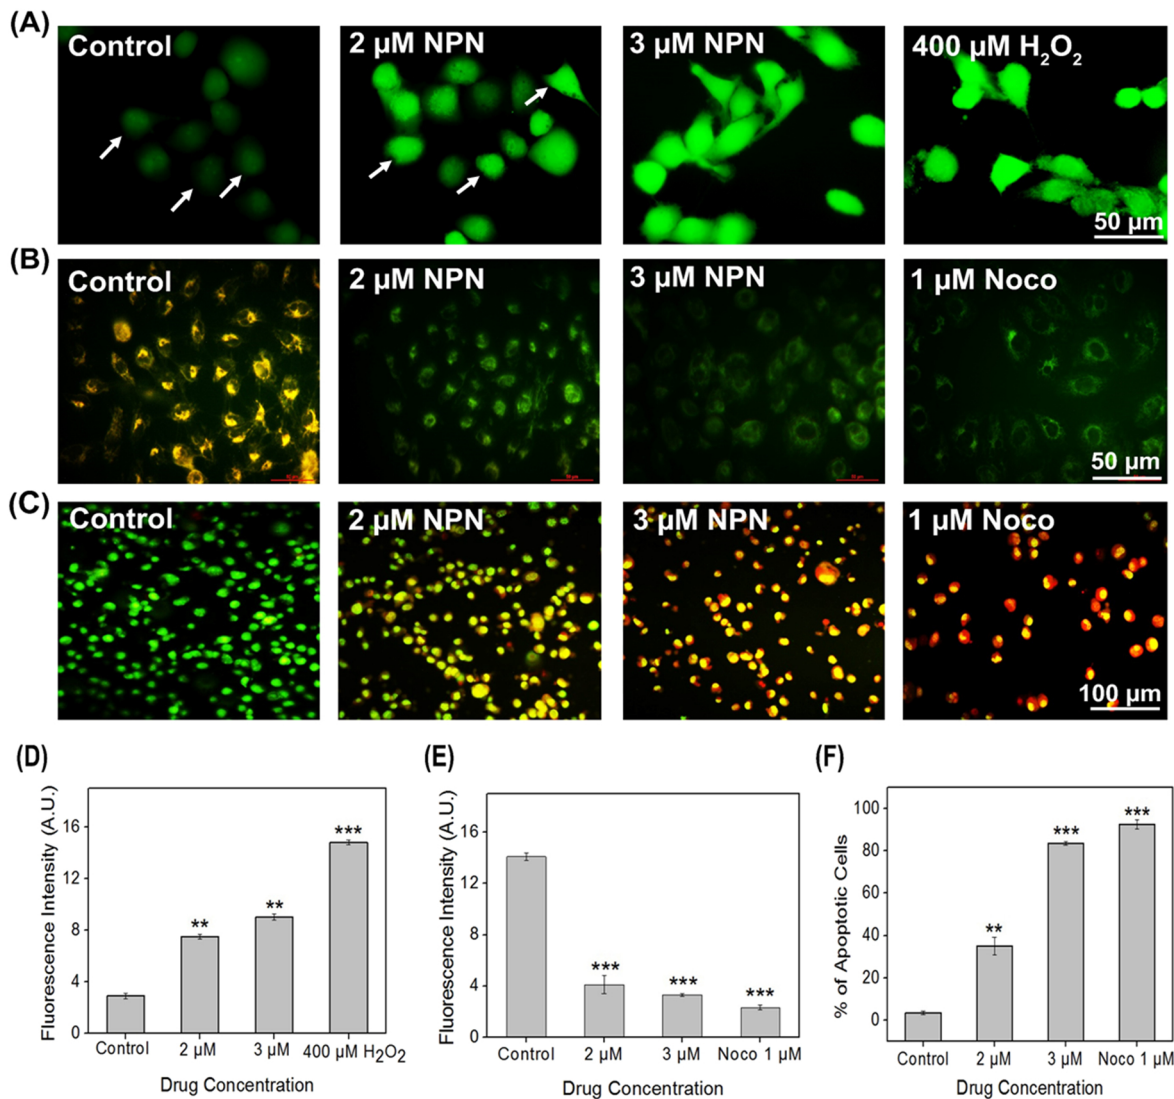 (A)
Control
2 µM NPN
3 µM NPN
400 µM H₂O₂
50 µm
(B)
Control
2 µM NPN
3 µM NPN
1 µM Noco
50 µm
(C)
Control
2 µM NPN
3 µM NPN
1 µM Noco
100 µm
(D)
Fluorescence Intensity (A.U.)
16
12
8
4
0
**
**
***
Control
2 µM
3 µM
400 µM H₂O₂
Drug Concentration
(E)
Fluorescence Intensity (A.U.)
16
12
8
4
0
***
***
***
Control
2 µM
3 µM
Noco 1 µM
Drug Concentration
(F)
% of Apoptotic Cells
100
80
60
40
20
0
**
***
***
Control
2 µM
3 µM
Noco 1 µM
Drug Concentration